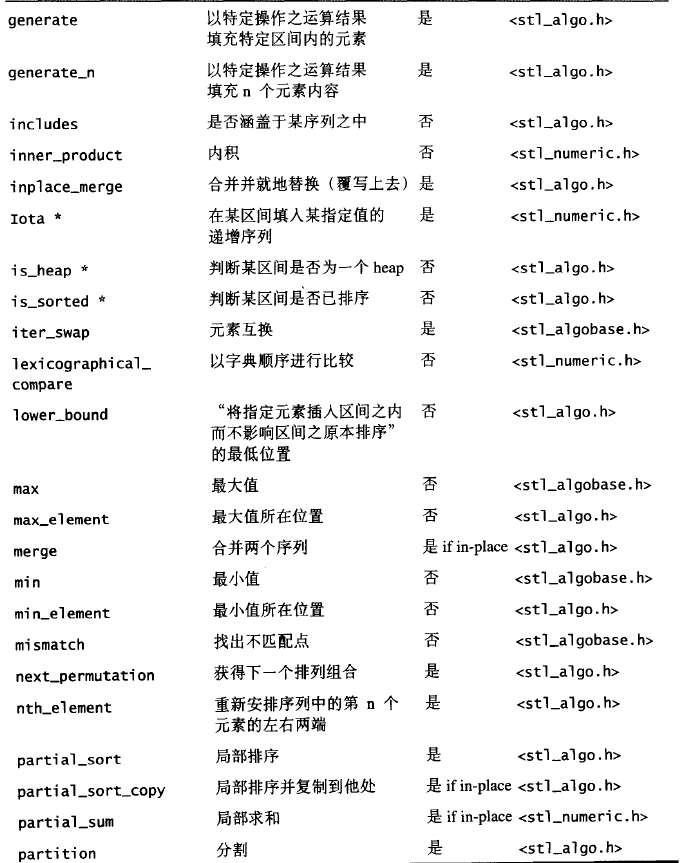 generate 以特定操作之运算结果 是 <stl_algo.h>
填充特定区间内的元素
generate_n 以特定操作之运算结果 是 <stl_algo.h>
填充 n 个元素内容
includes 是否涵盖于某序列之中 否 <stl_algo.h>
inner_product 内积 否 <stl_numeric.h>
inplace_merge 合并并就地替换（覆写上去） 是 <stl_algo.h>
Iota * 在某区间填入某指定值的 是 <stl_numeric.h>
递增序列
is_heap * 判断某区间是否为一个 heap 否 <stl_algo.h>
is_sorted * 判断某区间是否已排序 否 <stl_algo.h>
iter_swap 元素互换 是 <stl_algobase.h>
lexicographical_ 以字典顺序进行比较 否 <stl_numeric.h>
compare
lower_bound “将指定元素插入区间之内 否 <stl_algo.h>
而不影响区间之原本排序”
的最低位置
max 最大值 否 <stl_algobase.h>
max_element 最大值所在位置 否 <stl_algo.h>
merge 合并两个序列 是 if in-place <stl_algo.h>
min 最小值 否 <stl_algobase.h>
min_element 最小值所在位置 否 <stl_algo.h>
mismatch 找出不匹配点 否 <stl_algobase.h>
next_permutation 获得下一个排列组合 是 <stl_algo.h>
nth_element 重新安排序列中的第 n 个 是 <stl_algo.h>
元素的左右两端
partial_sort 局部排序 是 <stl_algo.h>
partial_sort_copy 局部排序并复制到他处 是 if in-place <stl_algo.h>
partial_sum 局部求和 是 if in-place <stl_numeric.h>
partition 分割 是 <stl_algo.h>